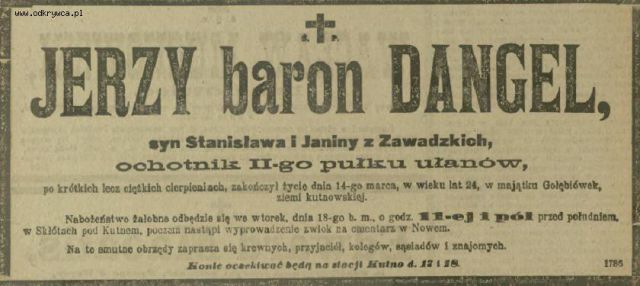 www.odkrywca.pl
JERZY baron DANGEL,
syn Stanisława i Janiny z Zawadzkich,
ochotnik II-go pułku ułanów,
po krótkich lecz ciężkich cierpieniach, zakończył życie dnia 14-go marca, w wieku lat 24, w majątku Gołębiówek,
ziemi kutnowskiej.
Nabożeństwo żałobne odbędzie się we wtorek, dnia 18-go b. m., o godz. 11-ej i pół przed południem,
w Skłótach pod Kutnem, poczem nastąpi wyprowadzenie zwłok na cmentarz w Nowem.
Na te smutne obrzędy zaprasza się krewnych, przyjaciół, kolegów, sąsiadów i znajomych.
Konie oczekiwać będą na stacji Kutno d. 17 i 18.
1786